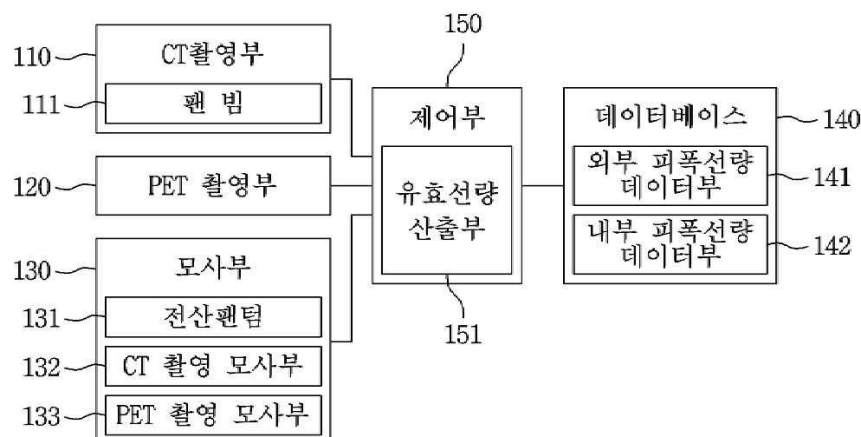 110
CT촬영부
111
팬 빔
120
PET 촬영부
130
모사부
131
전산팬텀
132
CT 촬영 모사부
133
PET 촬영 모사부
150
제어부
유효선량
산출부
151
데이터베이스
140
외부 피폭선량
데이터부
141
내부 피폭선량
데이터부
142